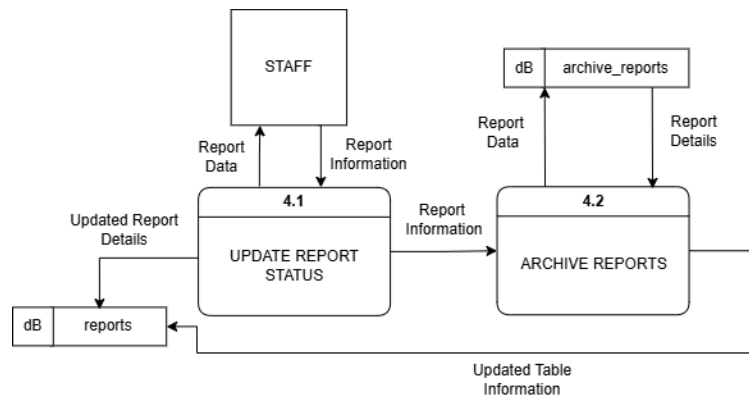 STAFF
dB
archive_reports
Report
Data
Report
Information
Report
Data
Report
Details
4.1
UPDATE REPORT
STATUS
Updated Report
Details
Report
Information
4.2
ARCHIVE REPORTS
dB
reports
Updated Table
Information